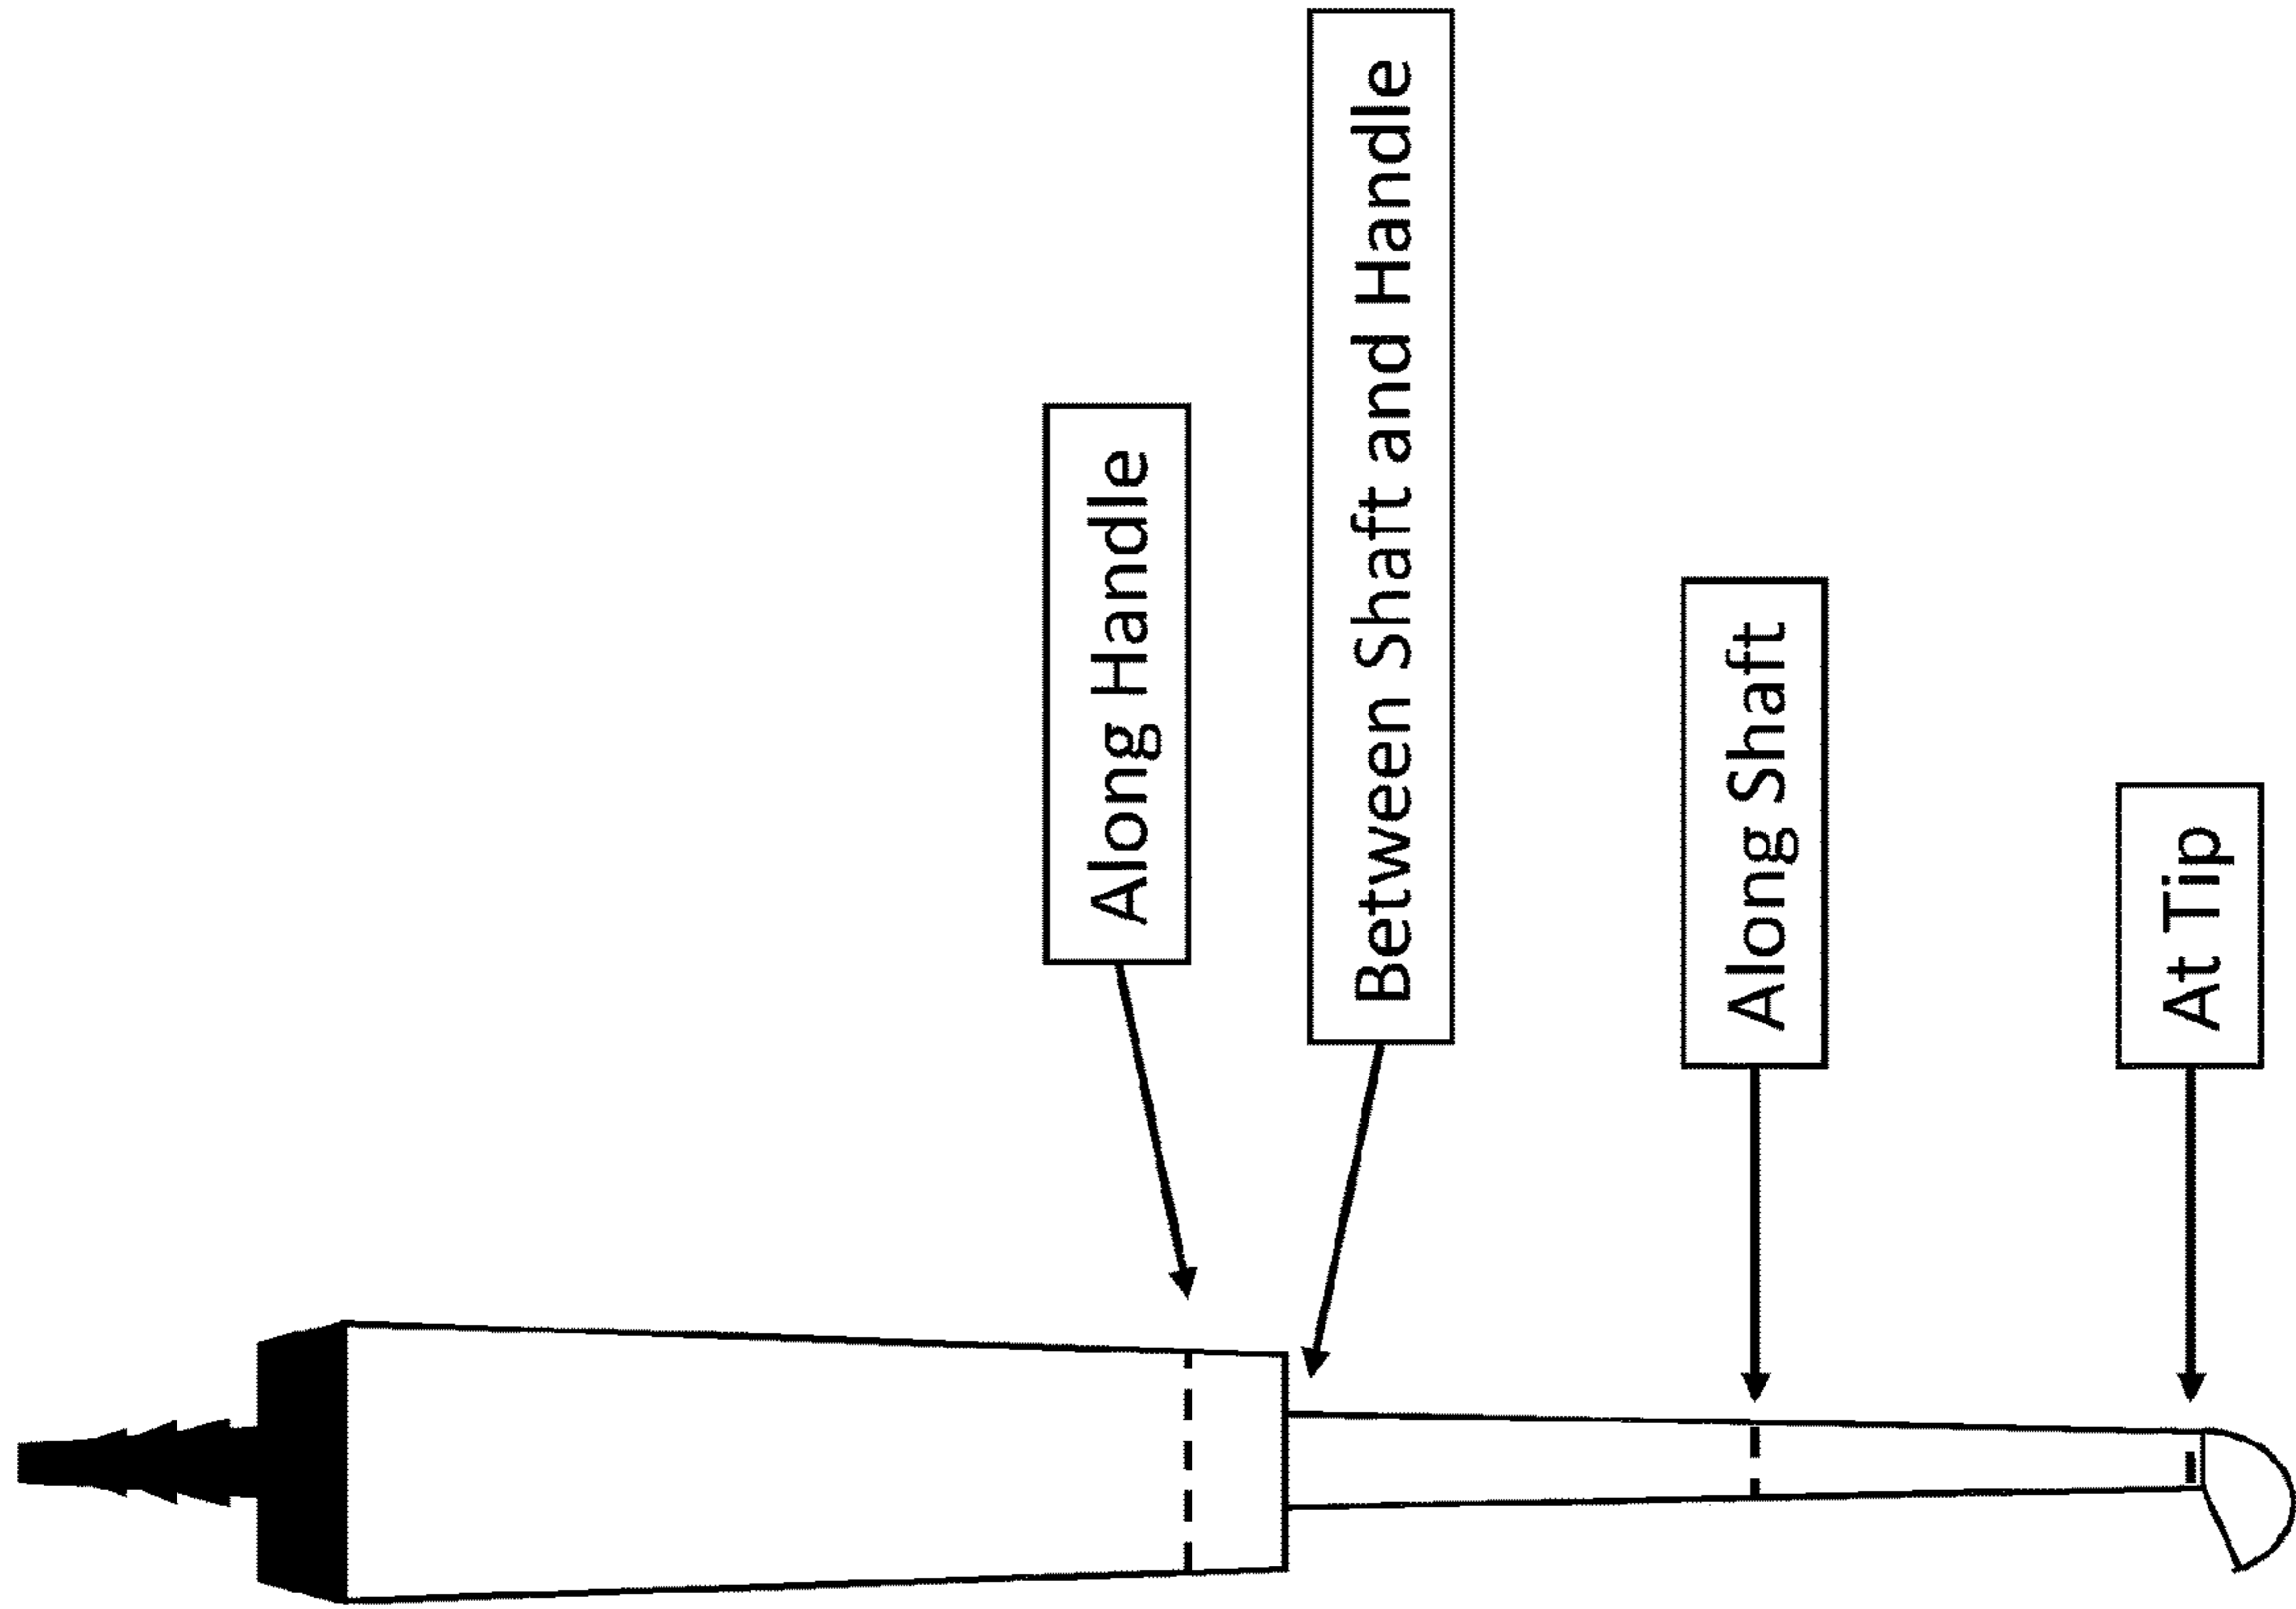 Along Handle
Between Shaft and Handle
Along Shaft
At Tip